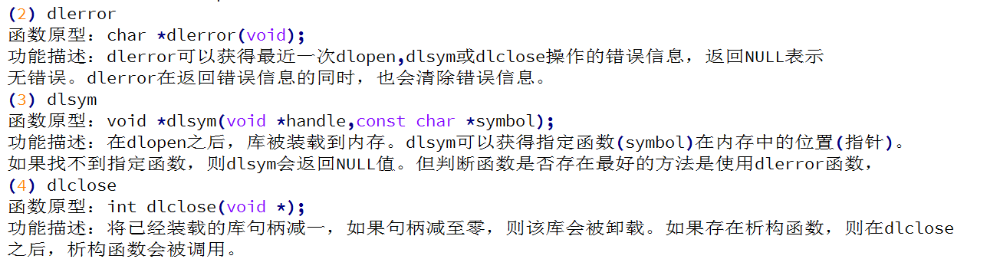 (2) dlerror
函数原型：char *dlerror(void);
功能描述：dlerror可以获得最近一次dlopen,dlsym或dlclose操作的错误信息，返回NULL表示
无错误。dlerror在返回错误信息的同时，也会清除错误信息。
(3) dlsym
函数原型：void *dlsym(void *handle,const char *symbol);
功能描述：在dlopen之后，库被装载到内存。dlsym可以获得指定函数(symbol)在内存中的位置(指针)。
如果找不到指定函数，则dlsym会返回NULL值。但判断函数是否存在最好的方法是使用dlerror函数，
(4) dlclose
函数原型：int dlclose(void *);
功能描述：将已经装载的库句柄减一，如果句柄减至零，则该库会被卸载。如果存在析构函数，则在dlclose
之后，析构函数会被调用。